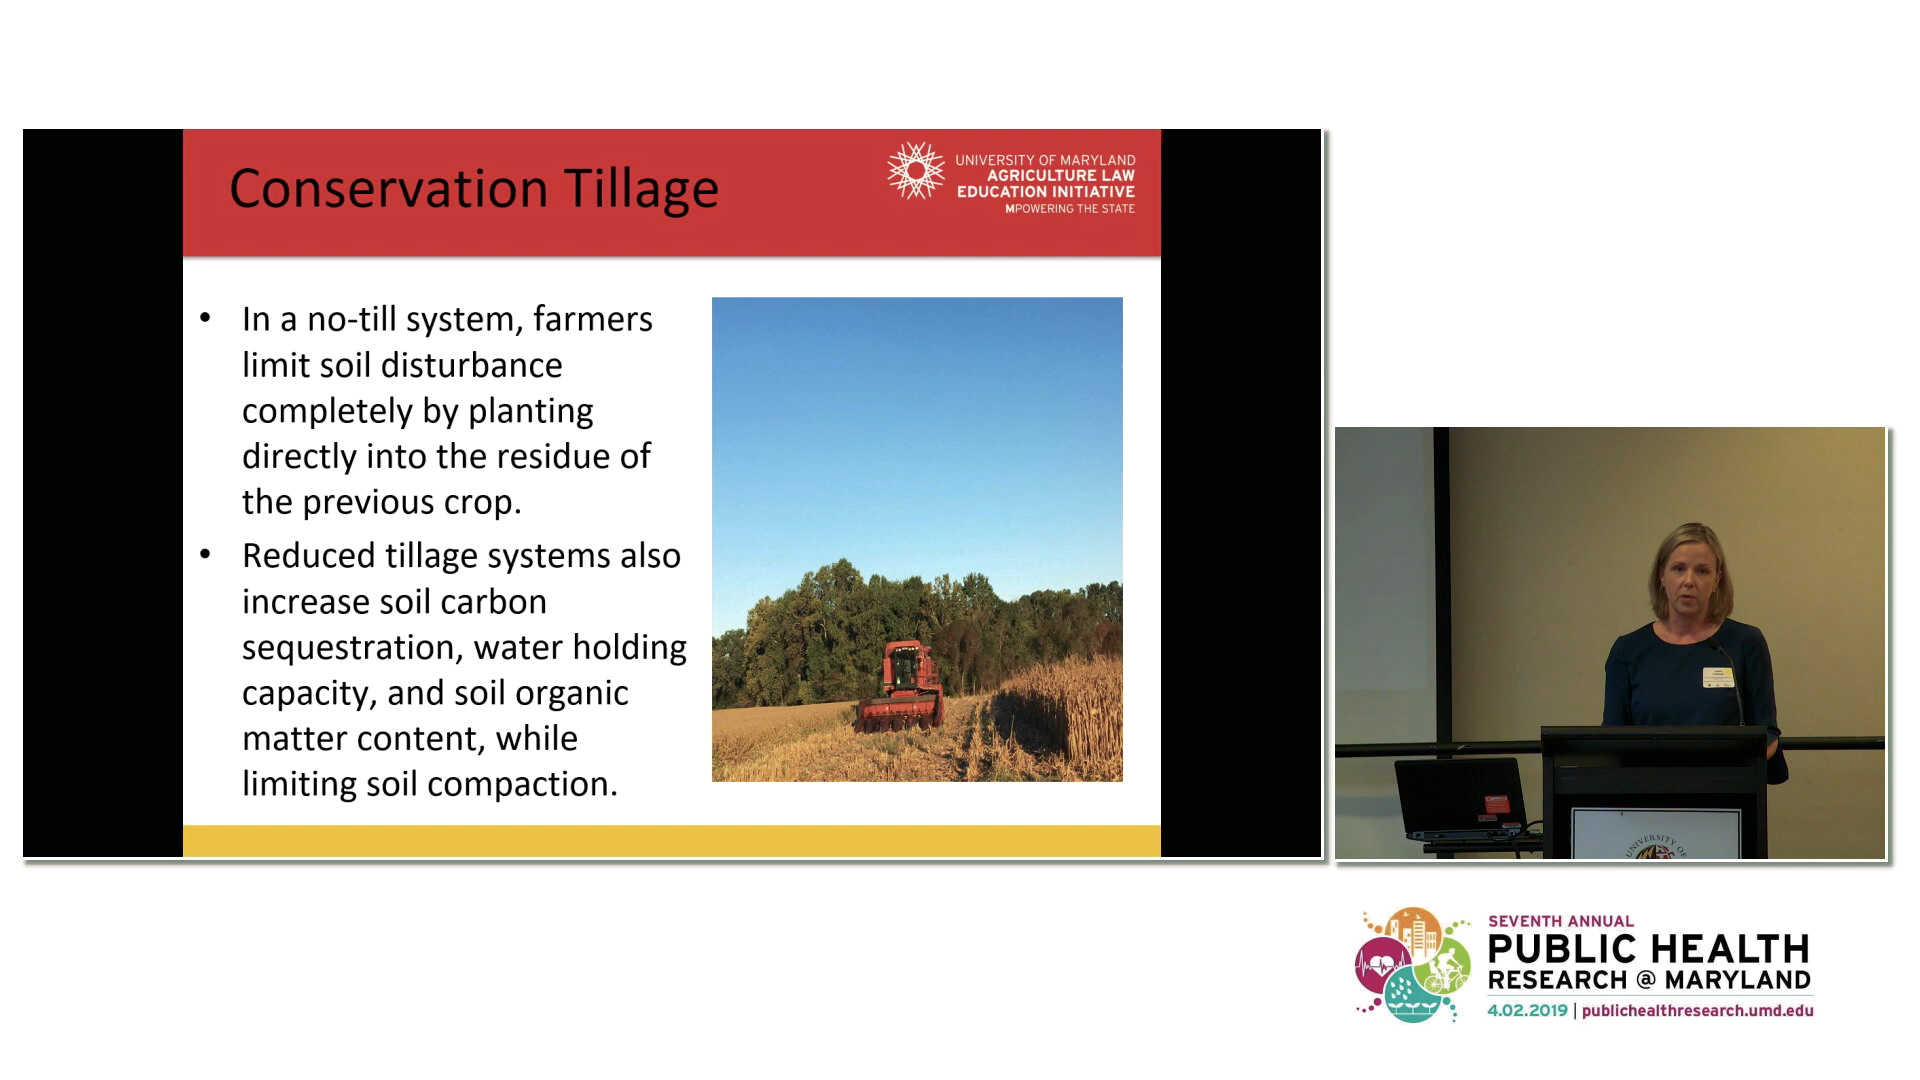 Conservation Tillage
UNIVERSITY OF MARYLAND
AGRICULTURE LAW
EDUCATION INITIATIVE
MPOWERING THE STATE
• In a no-till system, farmers
limit soil disturbance
completely by planting
directly into the residue of
the previous crop.
• Reduced tillage systems also
increase soil carbon
sequestration, water holding
capacity, and soil organic
matter content, while
limiting soil compaction.
UNIVERSITY OF
SEVENTH ANNUAL
PUBLIC HEALTH
RESEARCH @ MARYLAND
4.02.2019 | publichealthresearch.umd.edu